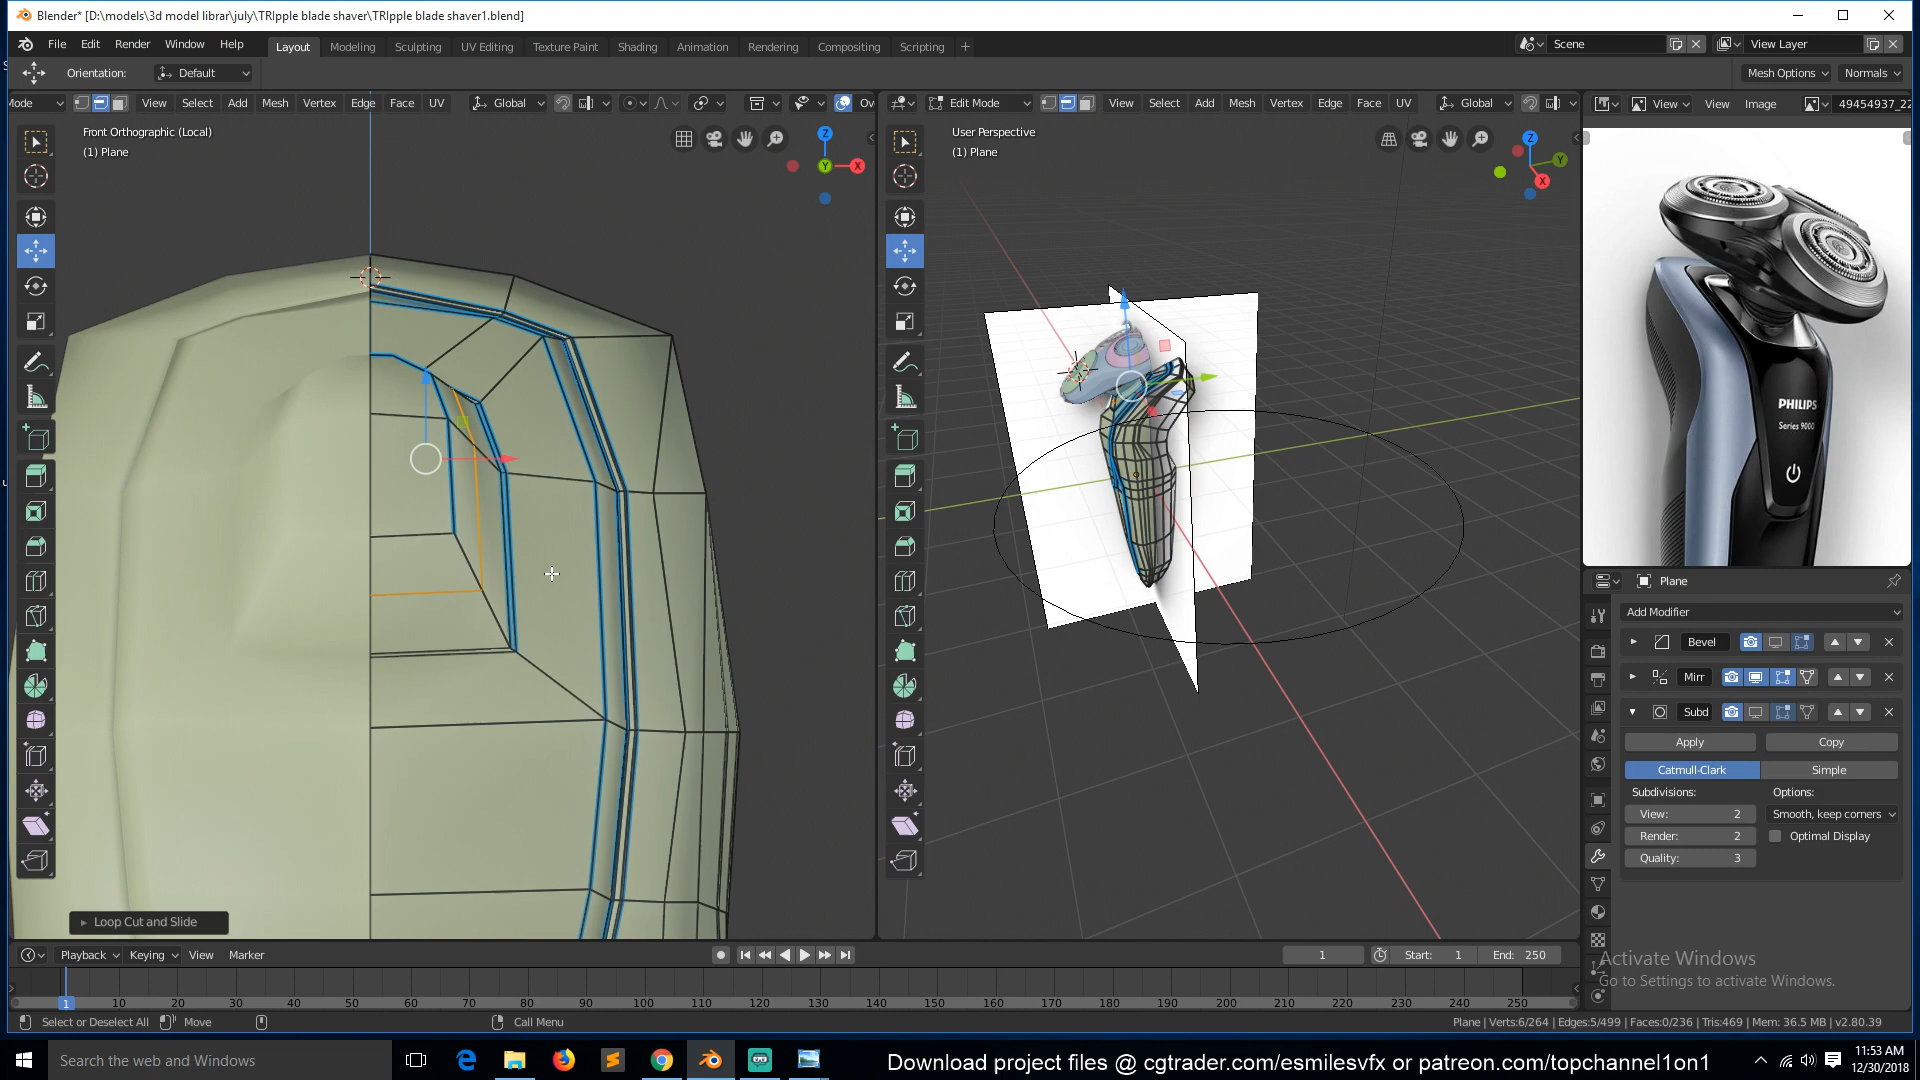 Blender* [D:\models\3d model librar\july\TRIpple blade shaver\TRIpple blade shaver1.blend]
File Edit Render Window Help
Layout Modeling Sculpting UV Editing Texture Paint Shading Animation Rendering Compositing Scripting +
Scene
View Layer
Orientation: Default
Mesh Options Normals
Mode View Select Add Mesh Vertex Edge Face UV Global
Edit Mode View Select Add Mesh Vertex Edge Face UV Global
View View Image 49454937_22
Front Orthographic (Local)
(1) Plane
Z
Y
X
User Perspective
(1) Plane
Z
Y
X
PHILIPS
Series 9000
Plane
Add Modifier
Bevel
Mirr
Subd
Apply Copy
Catmull-Clark Simple
Subdivisions: Options:
View: 2 Smooth, keep corners
Render: 2 Optimal Display
Quality: 3
Loop Cut and Slide
Playback Keying View Marker
1 Start: 1 End: 250
1 10 20 30 40 50 60 70 80 90 100 110 120 130 140 150 160 170 180 190 200 210 220 230 240 250
Activate Windows
Go to Settings to activate Windows.
Select or Deselect All Move Call Menu
Plane | Verts:6/264 | Edges:5/499 | Faces:0/236 | Tris:469 | Mem: 36.5 MB | v2.80.39
Search the web and Windows
Download project files @ cgtrader.com/esmilesvfx or patreon.com/topchannel1on1
11:53 AM
12/30/2018